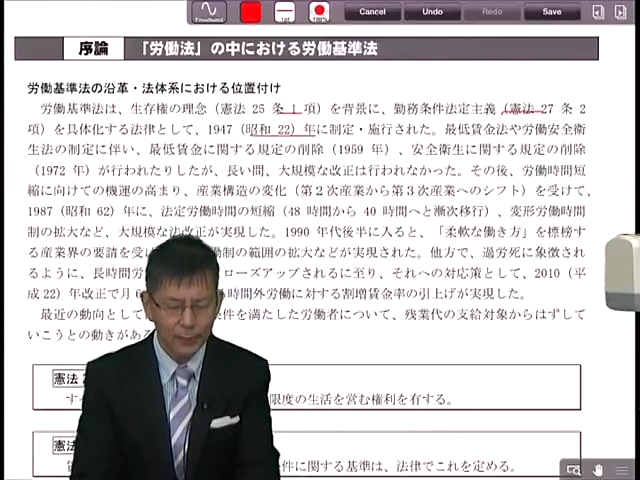 Cancel Undo Redo Save
序論 「労働法」の中における労働基準法
労働基準法の沿革・法体系における位置付け
労働基準法は、生存権の理念（憲法 25 条 1 項）を背景に、勤務条件法定主義（憲法 27 条 2
項）を具体化する法律として、1947（昭和 22）年に制定・施行された。最低賃金法や労働安全衛
生法の制定に伴い、最低賃金に関する規定の削除（1959 年）、安全衛生に関する規定の削除
（1972 年）が行われたりしたが、長い間、大規模な改正は行われなかった。その後、労働時間短
縮に向けての機運の高まり、産業構造の変化（第２次産業から第３次産業へのシフト）を受けて、
1987（昭和 62）年に、法定労働時間の短縮（48 時間から 40 時間へと漸次移行）、変形労働時間
制の拡大など、大規模な法改正が実現した。1990 年代後半に入ると、「柔軟な働き方」を標榜す
る産業界の要請を受け 働制の範囲の拡大などが実現された。他方で、過労死に象徴され
るように、長時間労 ローズアップされるに至り、それへの対応策として、2010（平
成 22）年改正で月 6 時間外労働に対する割増賃金率の引上げが実現した。
最近の動向として 条件を満たした労働者について、残業代の支給対象からはずして
いこうとの動きがある
憲法
す 限度の生活を営む権利を有する。
憲法
件に関する基準は、法律でこれを定める。